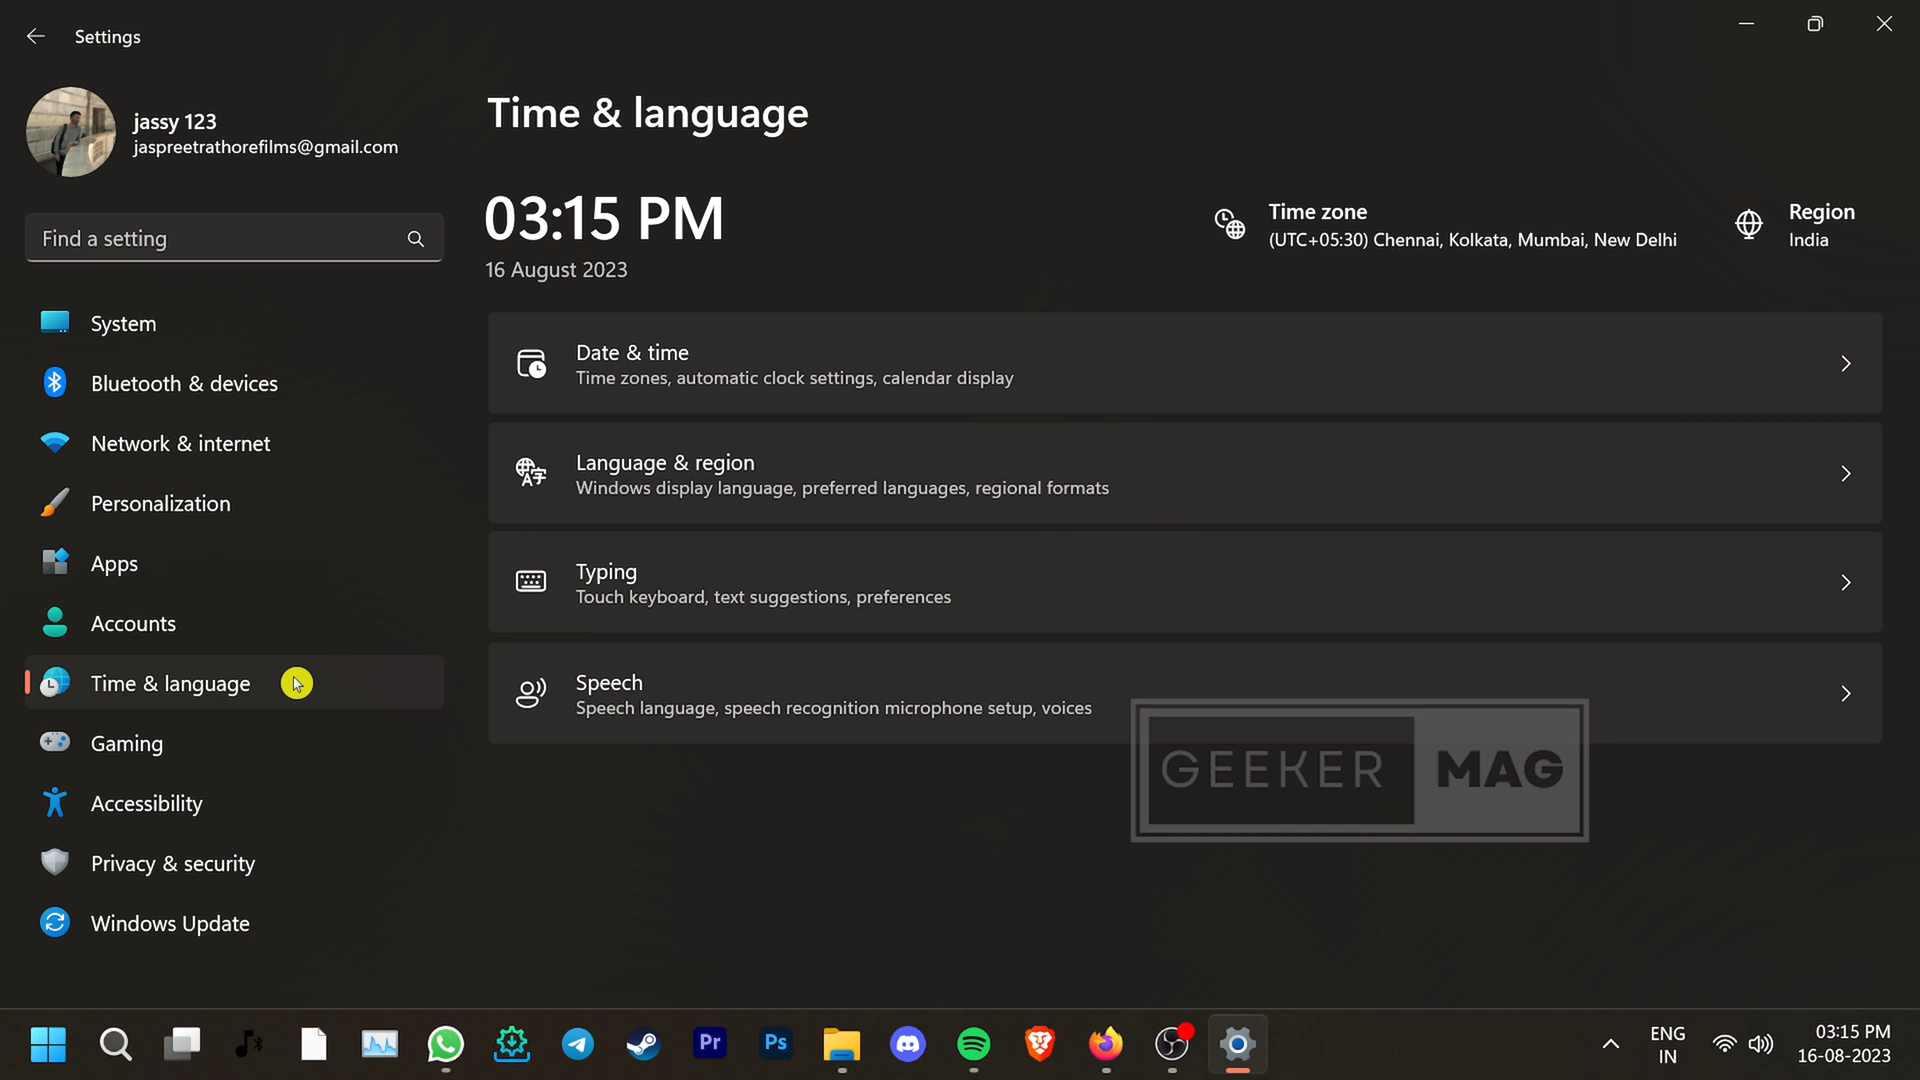 Settings
jassy 123
jaspreetrathorefilms@gmail.com
Find a setting
System
Bluetooth & devices
Network & internet
Personalization
Apps
Accounts
Time & language
Gaming
Accessibility
Privacy & security
Windows Update
Time & language
03:15 PM
16 August 2023
Time zone
(UTC+05:30) Chennai, Kolkata, Mumbai, New Delhi
Region
India
Date & time
Time zones, automatic clock settings, calendar display
Language & region
Windows display language, preferred languages, regional formats
Typing
Touch keyboard, text suggestions, preferences
Speech
Speech language, speech recognition microphone setup, voices
GEEKER MAG
Pr
Ps
ENG
IN
03:15 PM
16-08-2023